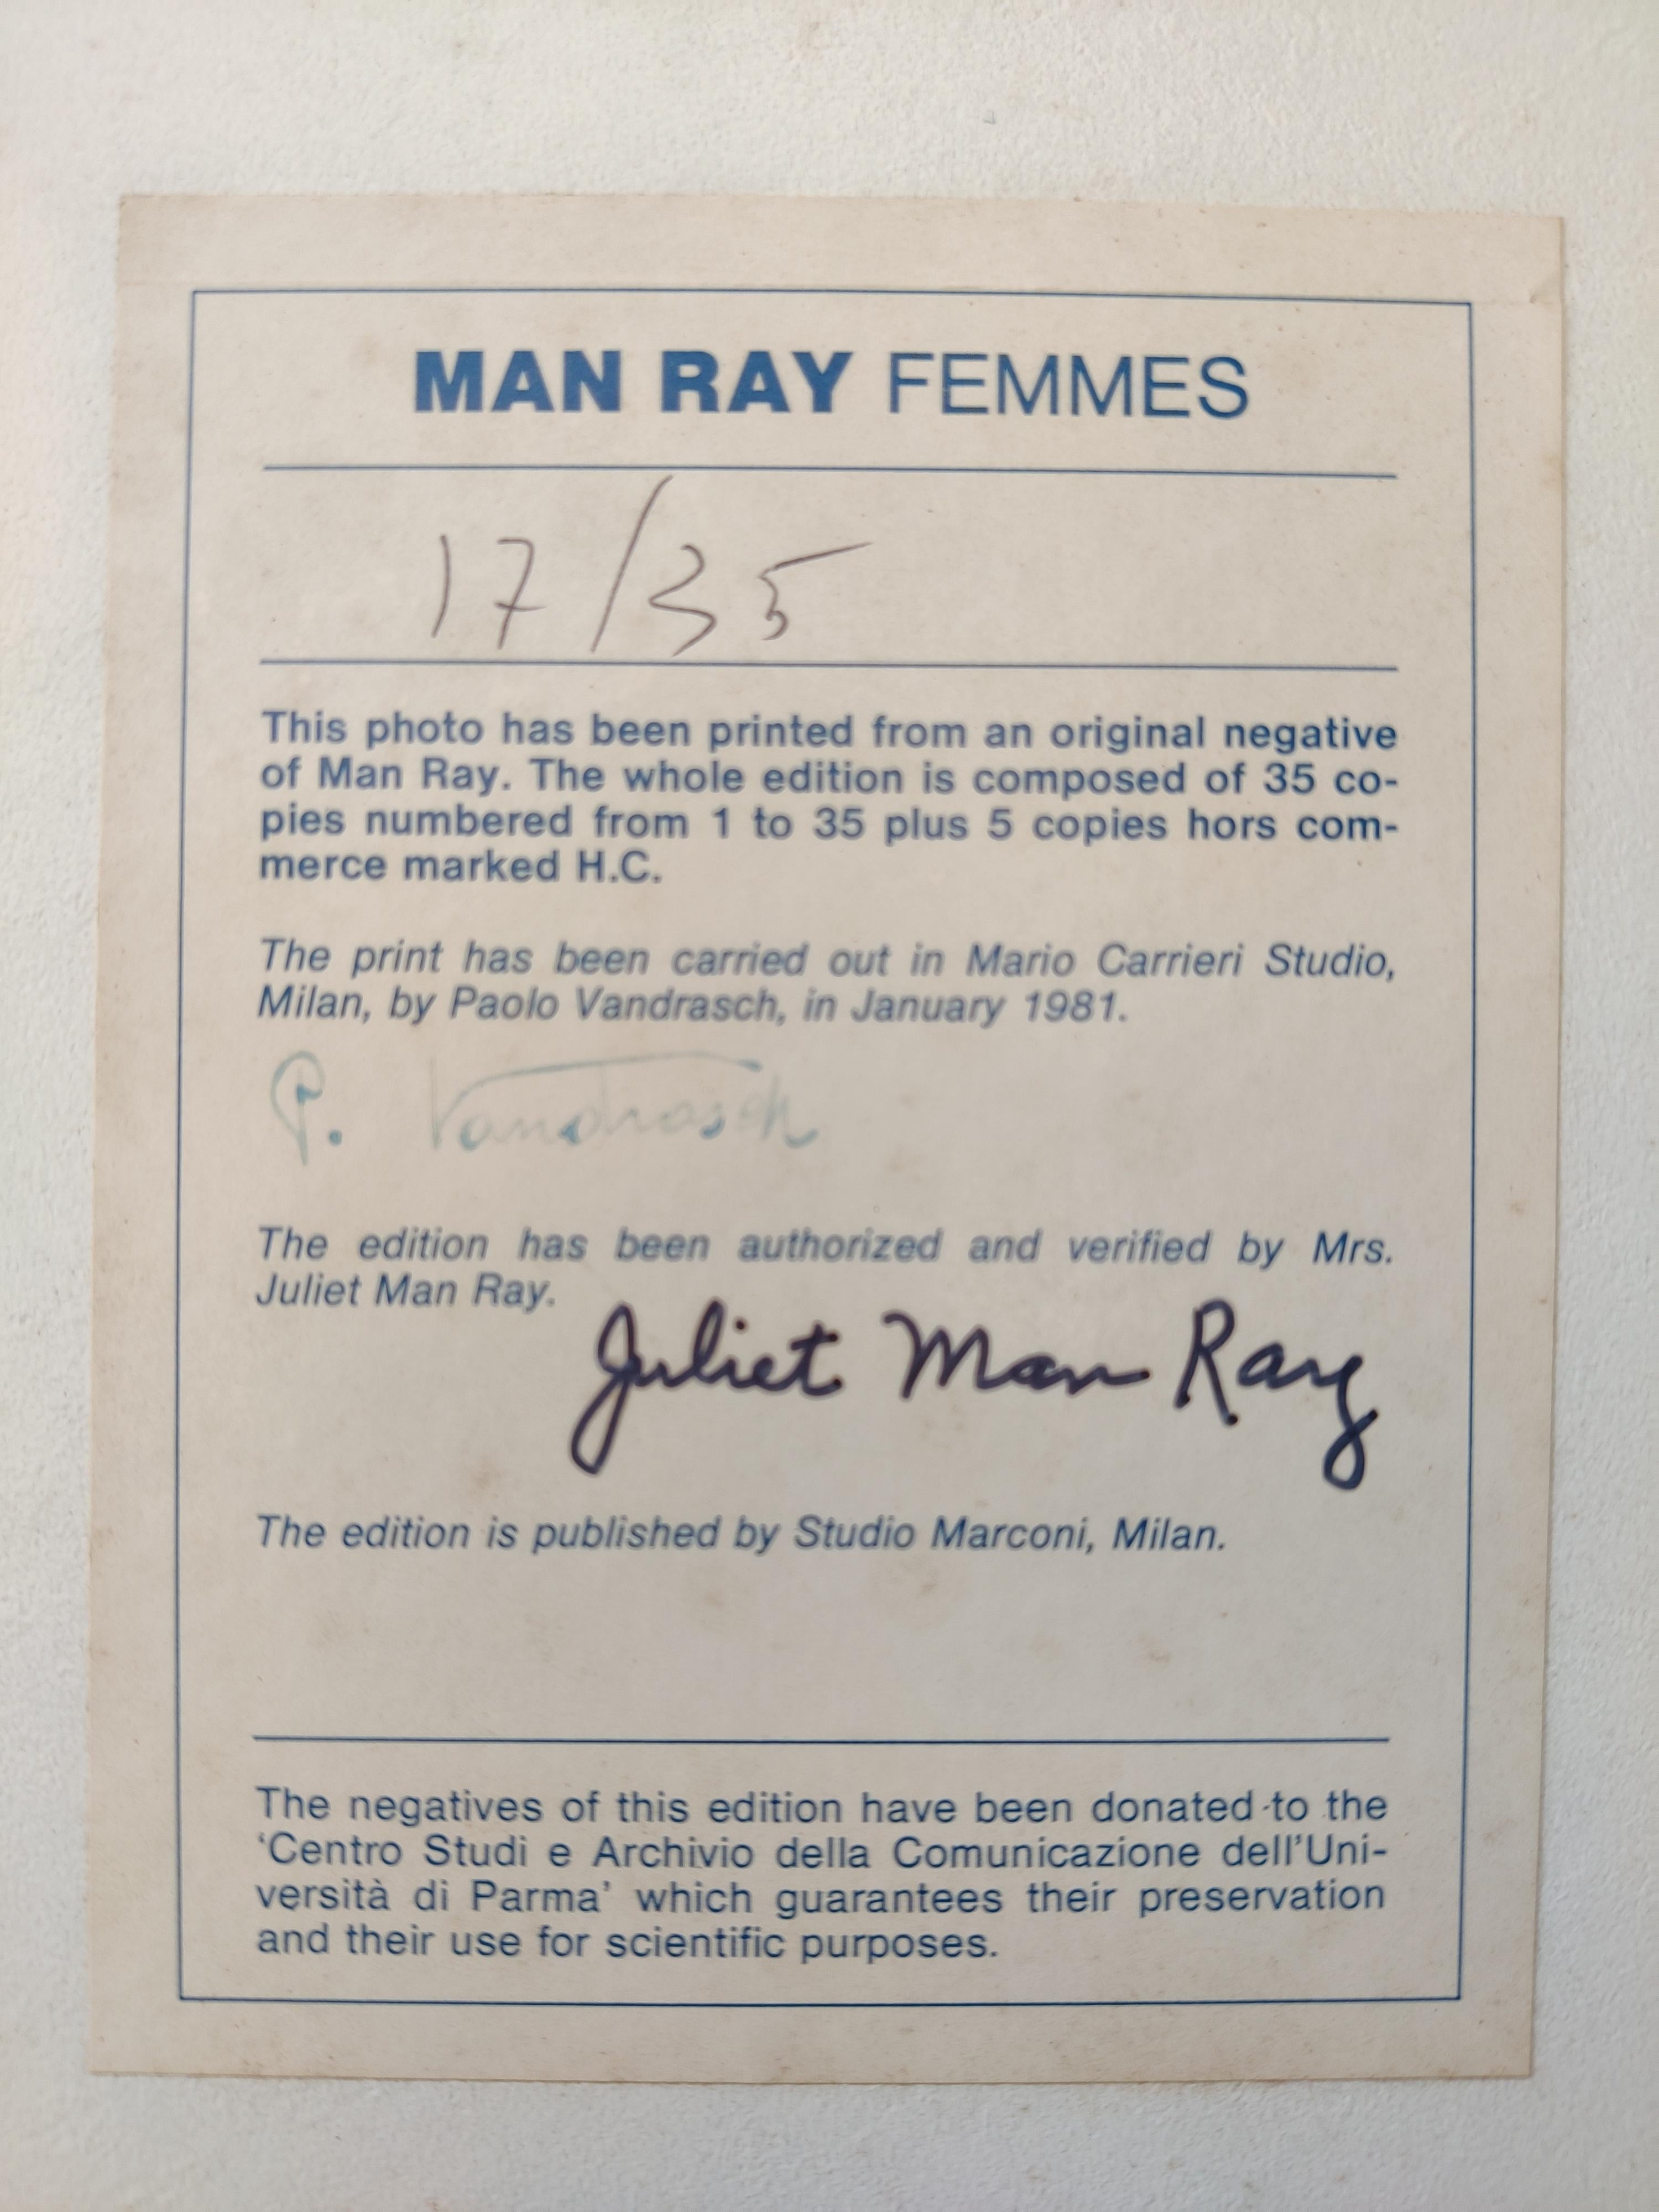 MAN RAY FEMMES
17/35
This photo has been printed from an original negative
of Man Ray. The whole edition is composed of 35 co-
pies numbered from 1 to 35 plus 5 copies hors com-
merce marked H.C.
The print has been carried out in Mario Carrieri Studio,
Milan, by Paolo Vandrasch, in January 1981.
P. Vandrasch
The edition has been authorized and verified by Mrs.
Juliet Man Ray.
Juliet Man Ray
The edition is published by Studio Marconi, Milan.
The negatives of this edition have been donated to the
‘Centro Studi e Archivio della Comunicazione dell’Uni-
versità di Parma’ which guarantees their preservation
and their use for scientific purposes.